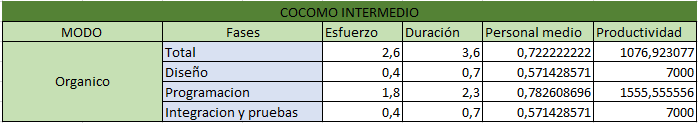 COCOMO INTERMEDIO
MODO Fases Esfuerzo Duración Personal medio Productividad
Organico
Total 2,6 3,6 0,722222222 1076,923077
Diseño 0,4 0,7 0,571428571 7000
Programacion 1,8 2,3 0,782608696 1555,555556
Integracion y pruebas 0,4 0,7 0,571428571 7000